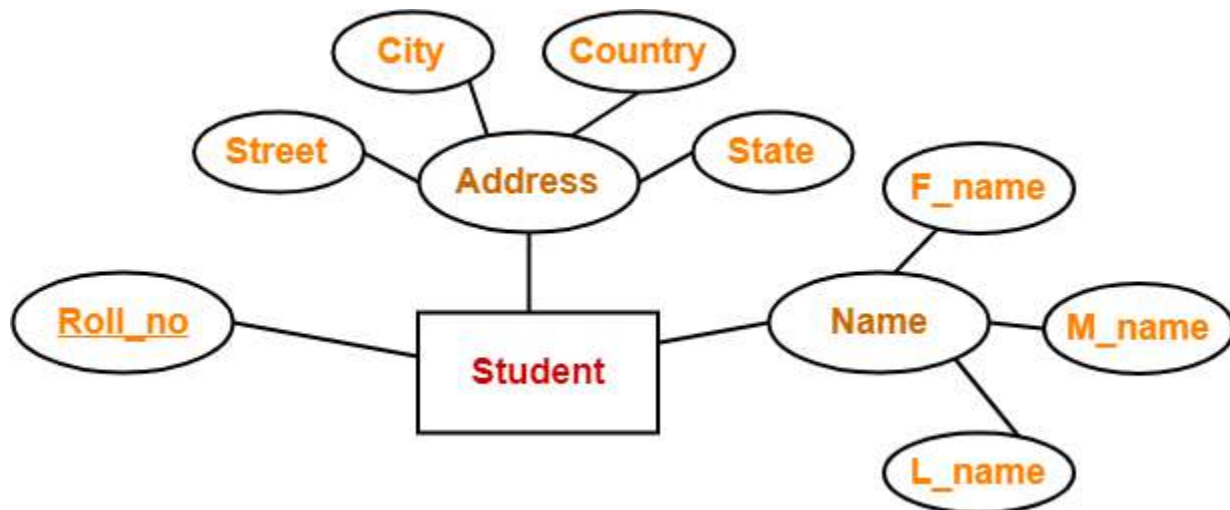 City
Country
Street
Address
State
F_name
Roll_no
Student
Name
M_name
L_name